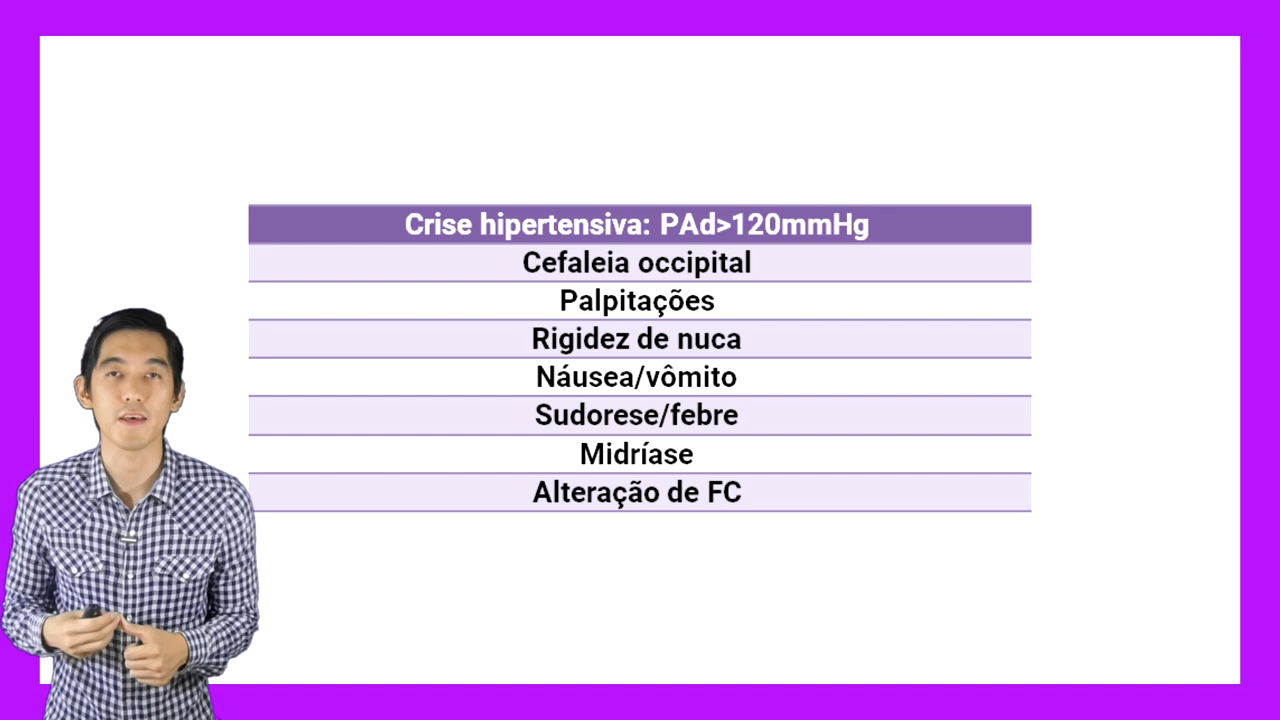 Crise hipertensiva: PAd>120mmHg
Cefaleia occipital
Palpitações
Rigidez de nuca
Náusea/vômito
Sudorese/febre
Midríase
Alteração de FC